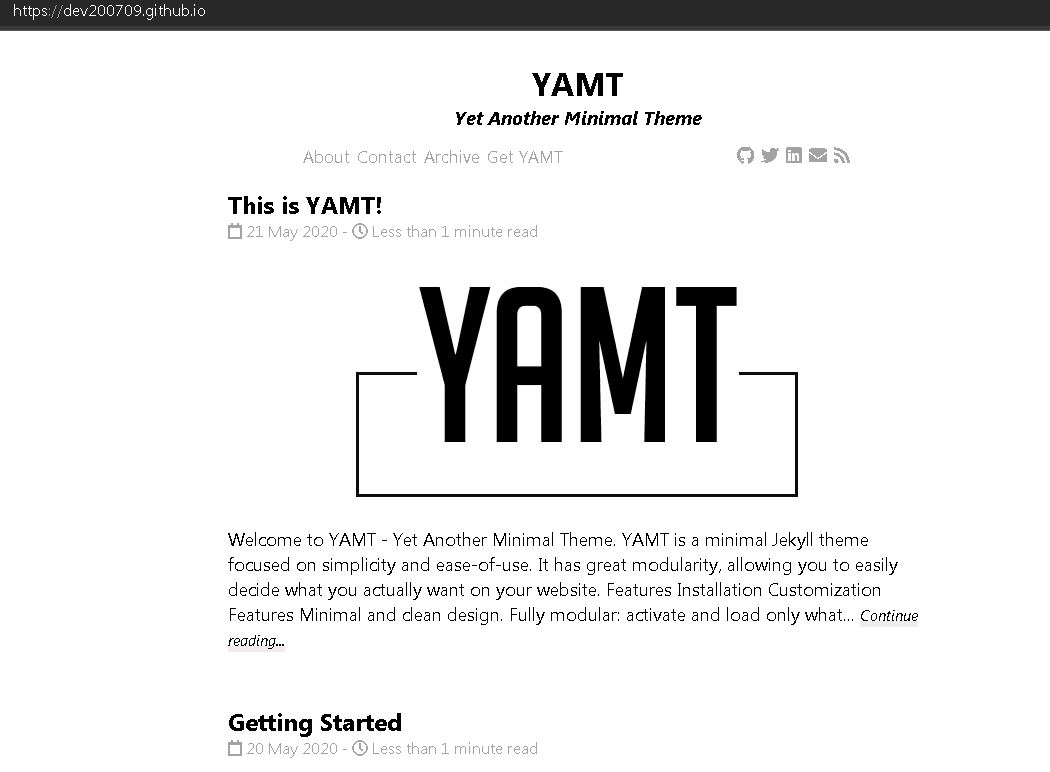 https://dev200709.github.io
YAMT
Yet Another Minimal Theme
About Contact Archive Get YAMT
This is YAMT!
21 May 2020 - Less than 1 minute read
YAMT
Welcome to YAMT - Yet Another Minimal Theme. YAMT is a minimal Jekyll theme
focused on simplicity and ease-of-use. It has great modularity, allowing you to easily
decide what you actually want on your website. Features Installation Customization
Features Minimal and clean design. Fully modular: activate and load only what... Continue
reading...
Getting Started
20 May 2020 - Less than 1 minute read